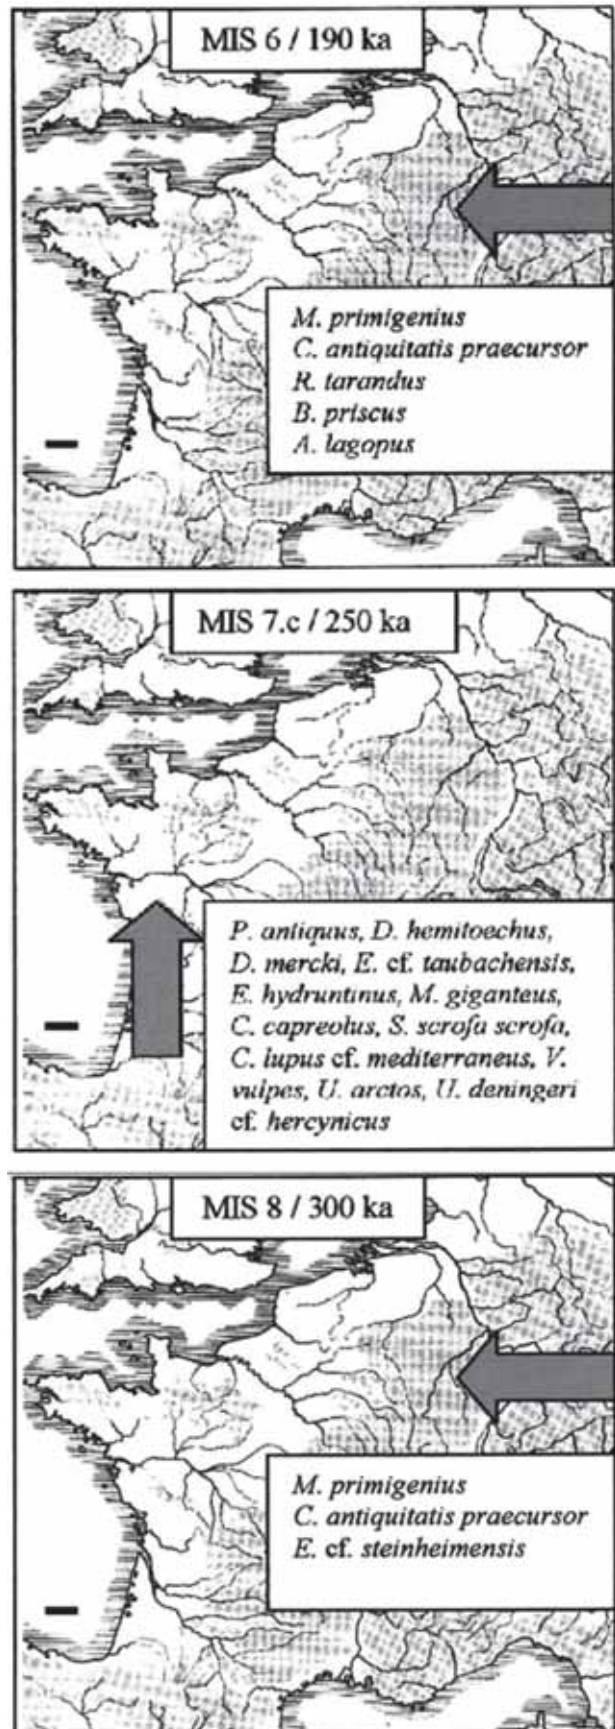 MIS 6 / 190 ka
M. primigenius
C. antiquitatis praecursor
R. tarandus
B. priscus
A. lagopus
MIS 7.c / 250 ka
P. antiquus, D. hemitoechus,
D. mercki, E. cf. taubachensis,
E. hydruntinus, M. giganteus,
C. capreolus, S. scrofa scrofa,
C. lupus cf. mediterraneus, V.
vulpes, U. arctos, U. deningeri
cf. hercynicus
MIS 8 / 300 ka
M. primigenius
C. antiquitatis praecursor
E. cf. steinheimensis